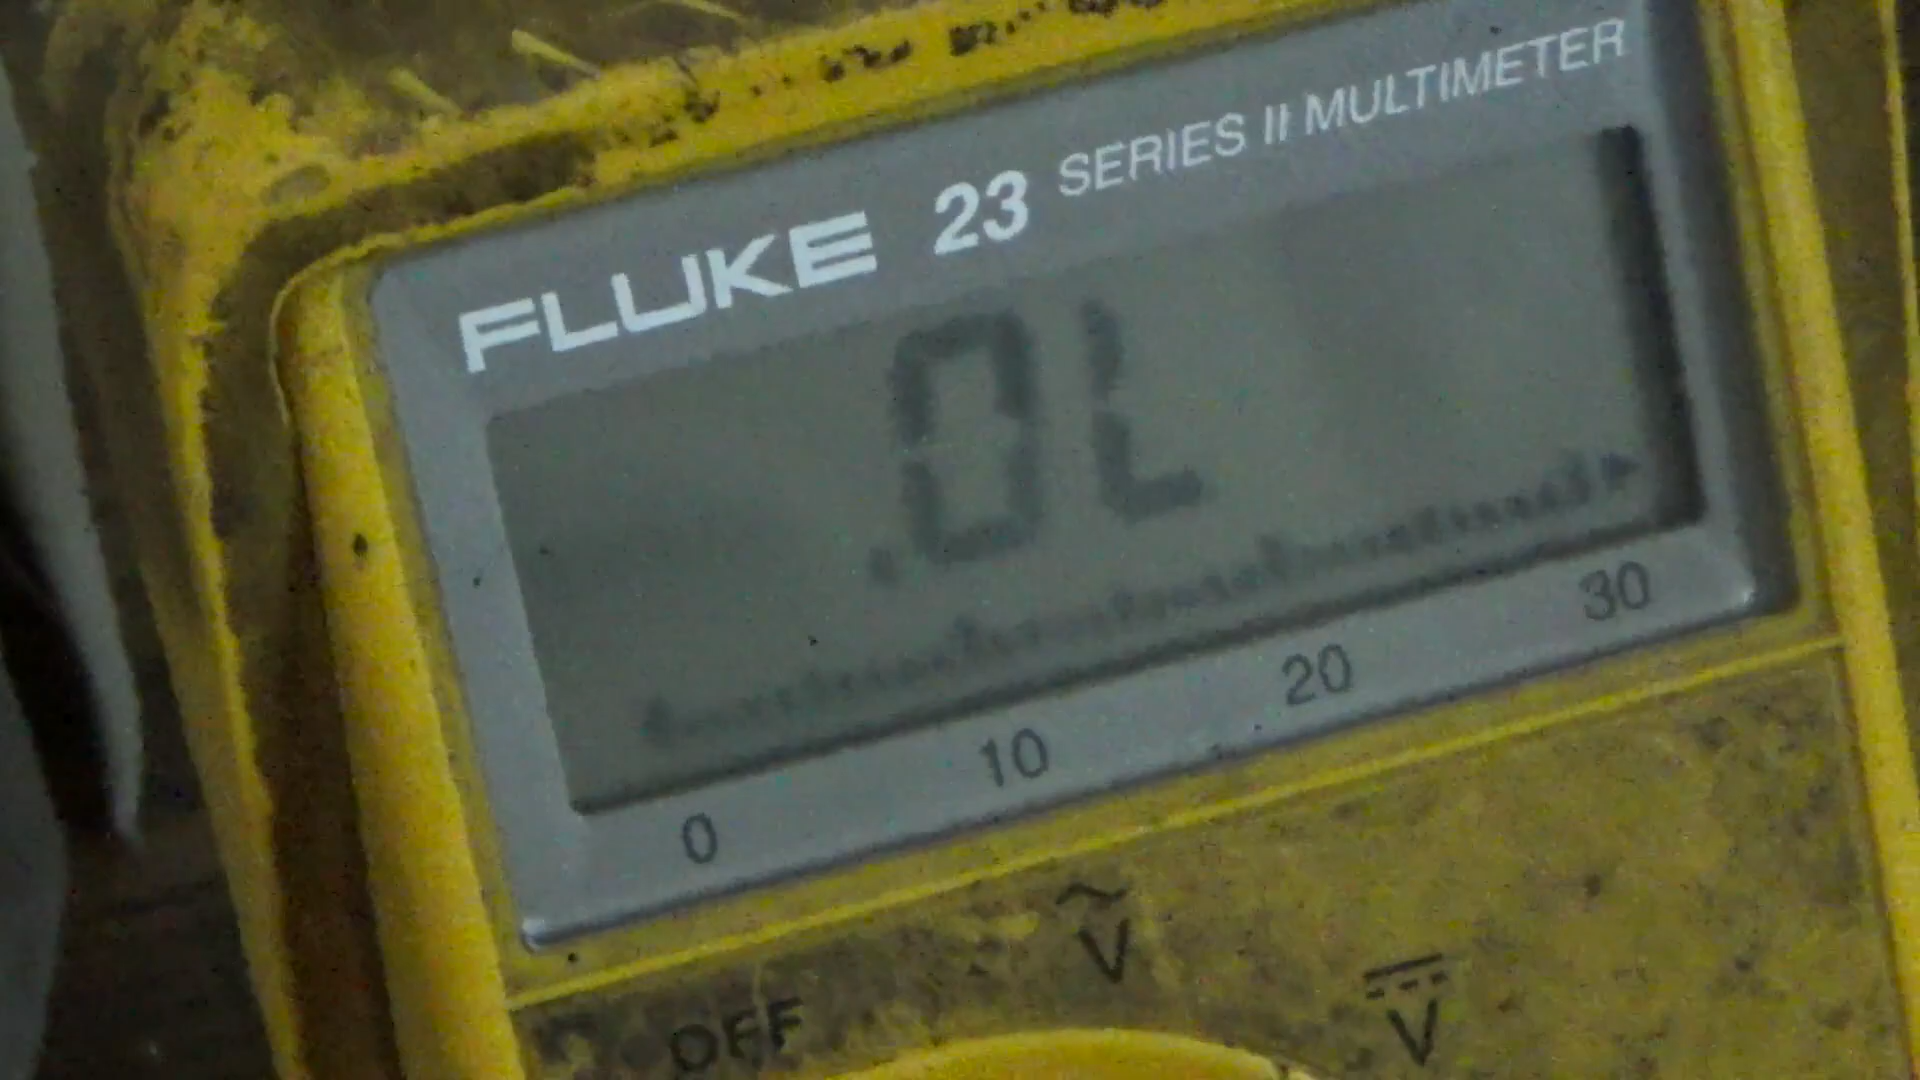 FLUKE 23 SERIES II MULTIMETER
.OL
0 10 20 30
OFF
V
V